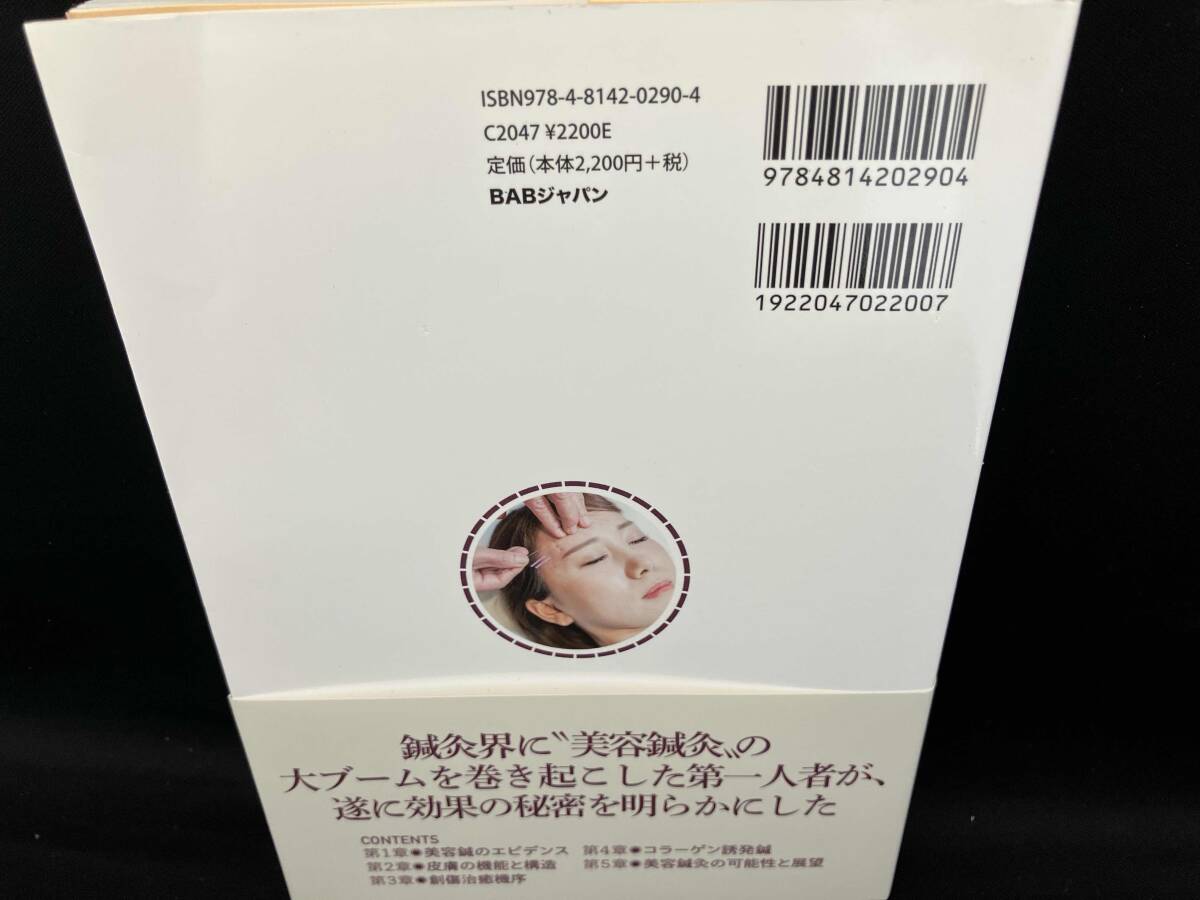 ISBN978-4-8142-0290-4
C2047 ¥2200E
定価(本体2,200円+税)
BABジャパン
9784814202904
1922047022007
鍼灸界に〝美容鍼灸〟の
大ブームを巻き起こした第一人者が、
遂に効果の秘密を明らかにした
CONTENTS
第1章◉美容鍼のエビデンス
第2章◉皮膚の機能と構造
第3章◉創傷治癒機序
第4章◉コラーゲン誘発鍼
第5章◉美容鍼灸の可能性と展望